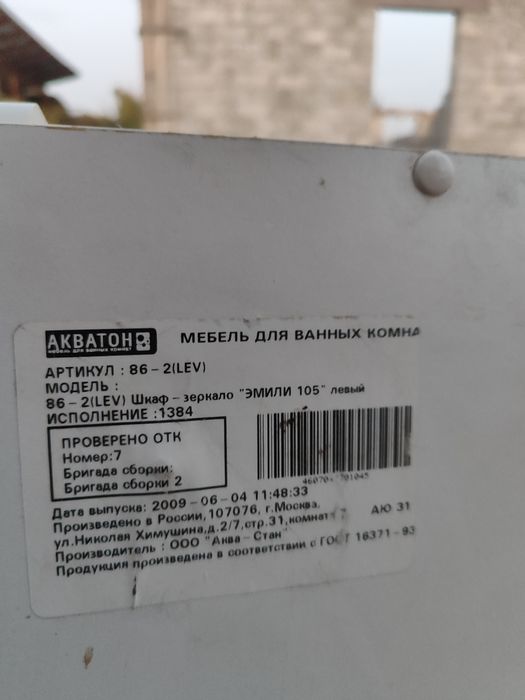 АКВАТОН
мебель для ванных комнат
МЕБЕЛЬ ДЛЯ ВАННЫХ КОМНА
АРТИКУЛ : 86-2(LEV)
МОДЕЛЬ :
86-2(LEV) Шкаф - зеркало "ЭМИЛИ 105" левый
ИСПОЛНЕНИЕ :1384
ПРОВЕРЕНО ОТК
Номер:7
Бригада сборки:
Бригада сборки 2
Дата выпуска: 2009-06-04 11:48:33
Произведено в России,107076, г.Москва,
ул.Николая Химушина,д.2/7,стр.31,комнат 7
АЮ 31
Производитель : ООО "Аква-Стан"
Продукция произведена в соответствии с ГОСТ 16371-93